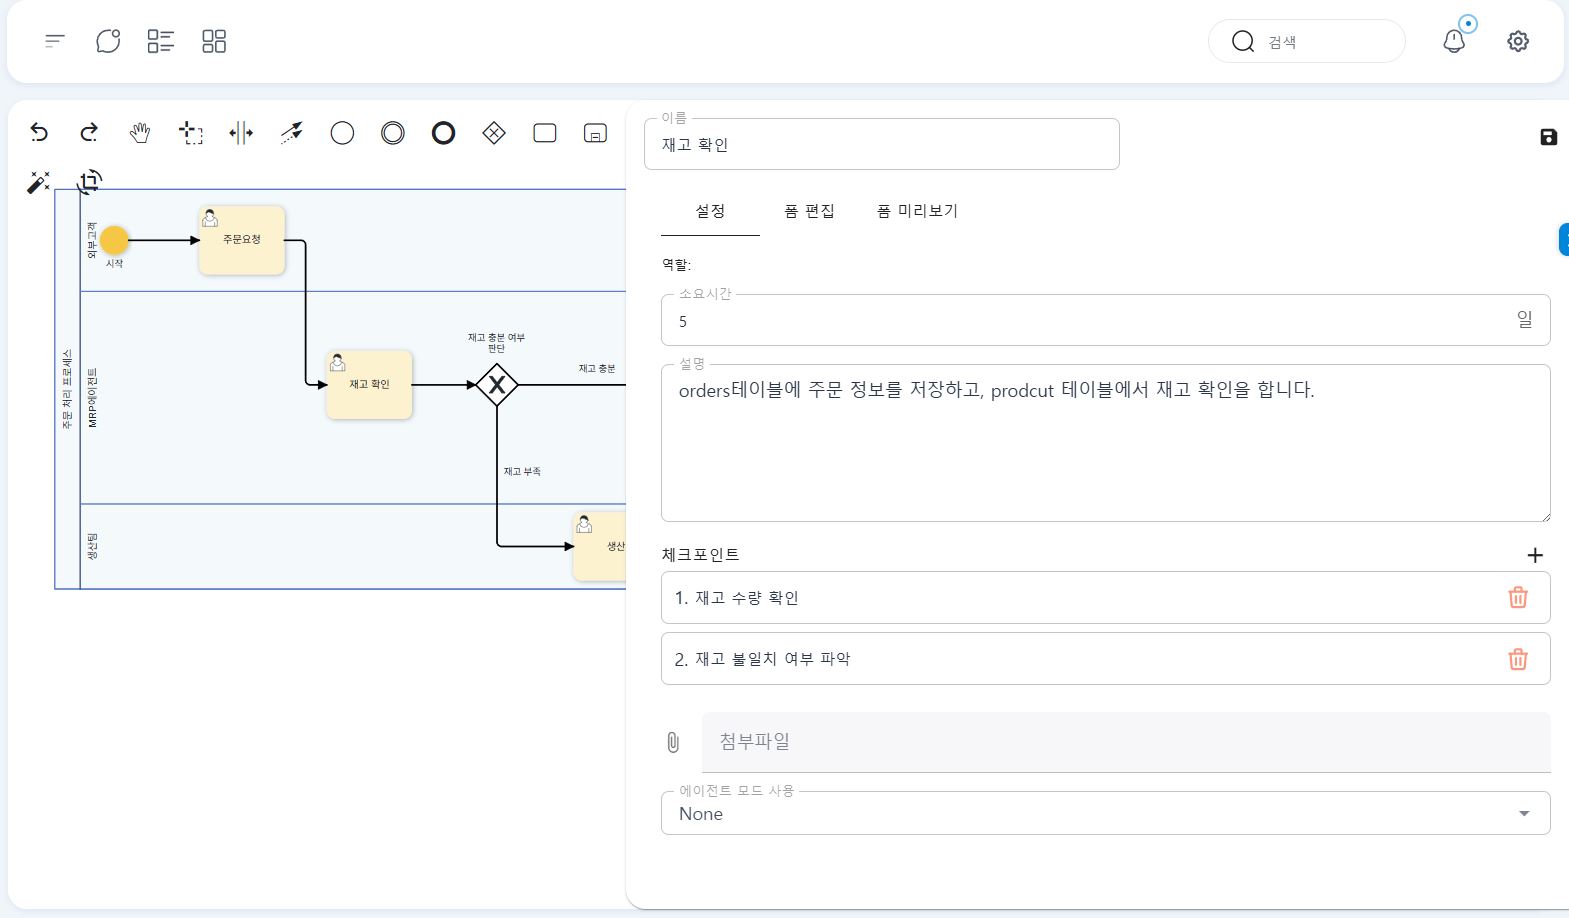 검색
이름
재고 확인
설정
폼 편집
폼 미리보기
역할:
소요시간
5
일
설명
orders테이블에 주문 정보를 저장하고, prodcut 테이블에서 재고 확인을 합니다.
체크포인트
1. 재고 수량 확인
2. 재고 불일치 여부 파악
첨부파일
에이전트 모드 사용
None
주문 처리 프로세스
외부고객
시작
주문요청
MRP에이전트
재고 확인
재고 충분 여부
판단
재고 충분
재고 부족
생산팀
생산